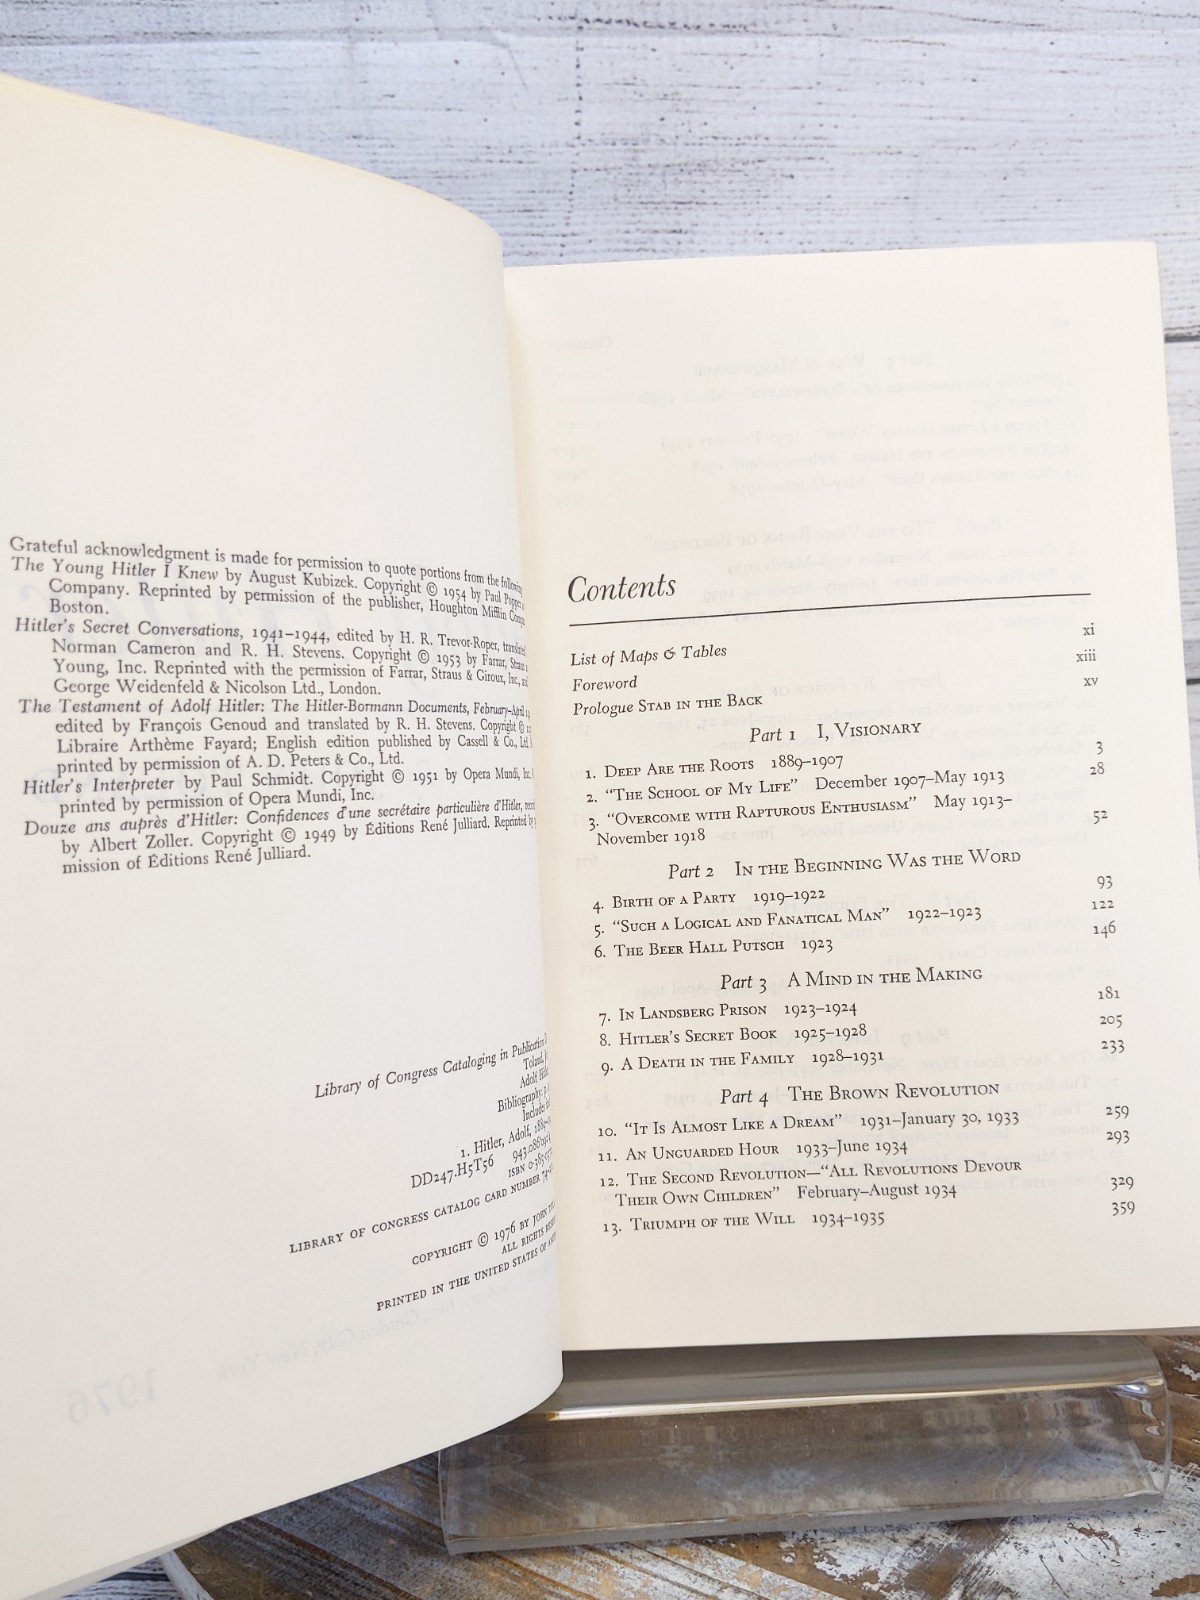 Grateful acknowledgment is made for permission to quote portions from the following
The Young Hitler I Knew by August Kubizek. Copyright © 1954 by Paul
Company. Reprinted by permission of the publisher, Houghton Mifflin
Boston.
Hitler's Secret Conversations, 1941–1944, edited by H. R. Trevor-Roper,
Norman Cameron and R. H. Stevens. Copyright © 1953 by Farrar, Straus
Young, Inc. Reprinted with the permission of Farrar, Straus & Giroux, Inc.,
George Weidenfeld & Nicolson Ltd., London.
The Testament of Adolf Hitler: The Hitler-Bormann Documents, February–April
edited by François Genoud and translated by R. H. Stevens. Copyright ©
Libraire Arthème Fayard; English edition published by Cassell & Co., Ltd.
printed by permission of A. D. Peters & Co., Ltd.
Hitler's Interpreter by Paul Schmidt. Copyright © 1951 by Opera Mundi, Inc.
printed by permission of Opera Mundi, Inc.
Douze ans auprès d'Hitler: Confidences d'une secrétaire particulière d'Hitler,
by Albert Zoller. Copyright © 1949 by Éditions René Julliard. Reprinted by
mission of Éditions René Julliard.
Library of Congress Cataloging in Publication
Toland,
Adolf
Bibliography:
1. Hitler, Adolf,
DD247.H5T56
ISBN
LIBRARY OF CONGRESS CATALOG CARD NUMBER
COPYRIGHT © 1976 BY JOHN
ALL RIGHTS
PRINTED IN THE UNITED STATES OF
Contents
List of Maps & Tables xi
Foreword xiii
Prologue STAB IN THE BACK xv
Part 1 I, VISIONARY
1. DEEP ARE THE ROOTS 1889–1907 3
2. “THE SCHOOL OF MY LIFE” December 1907–May 1913 28
3. “OVERCOME WITH RAPTUROUS ENTHUSIASM” May 1913–
November 1918 52
Part 2 IN THE BEGINNING WAS THE WORD
4. BIRTH OF A PARTY 1919–1922 93
5. “SUCH A LOGICAL AND FANATICAL MAN” 1922–1923 122
6. THE BEER HALL PUTSCH 1923 146
Part 3 A MIND IN THE MAKING
7. IN LANDSBERG PRISON 1923–1924 181
8. HITLER'S SECRET BOOK 1925–1928 205
9. A DEATH IN THE FAMILY 1928–1931 233
Part 4 THE BROWN REVOLUTION
10. “IT IS ALMOST LIKE A DREAM” 1931–January 30, 1933 259
11. AN UNGUARDED HOUR 1933–June 1934 293
12. THE SECOND REVOLUTION—“ALL REVOLUTIONS DEVOUR
THEIR OWN CHILDREN” February–August 1934 329
13. TRIUMPH OF THE WILL 1934–1935 359